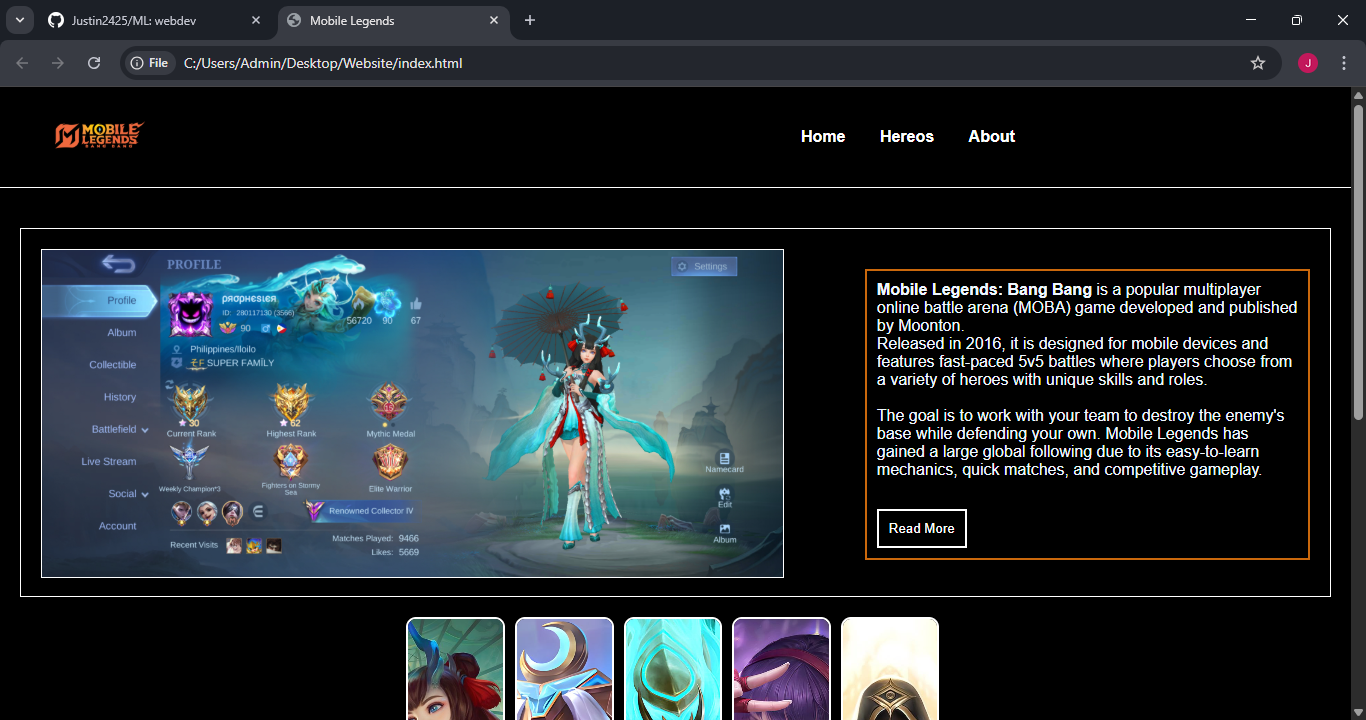 Justin2425/ML: webdev
Mobile Legends
File
C:/Users/Admin/Desktop/Website/index.html
J
MOBILE
LEGENDS
BANG BANG
Home
Hereos
About
PROFILE
Settings
Profile
Album
Collectible
History
Battlefield
Live Stream
Social
Account
ID: 280117130 (3566)
90
56720
90
67
Philippines/Iloilo
SUPER FAMÍLY
30
Current Rank
62
Highest Rank
Mythic Medal
Weekly Champion*3
Fighters on Stormy
Sea
Elite Warrior
Renowned Collector IV
Recent Visits
Matches Played: 9466
Likes: 5669
Namecard
Edit
Album
Mobile Legends: Bang Bang is a popular multiplayer
online battle arena (MOBA) game developed and published
by Moonton.
Released in 2016, it is designed for mobile devices and
features fast-paced 5v5 battles where players choose from
a variety of heroes with unique skills and roles.
The goal is to work with your team to destroy the enemy's
base while defending your own. Mobile Legends has
gained a large global following due to its easy-to-learn
mechanics, quick matches, and competitive gameplay.
Read More